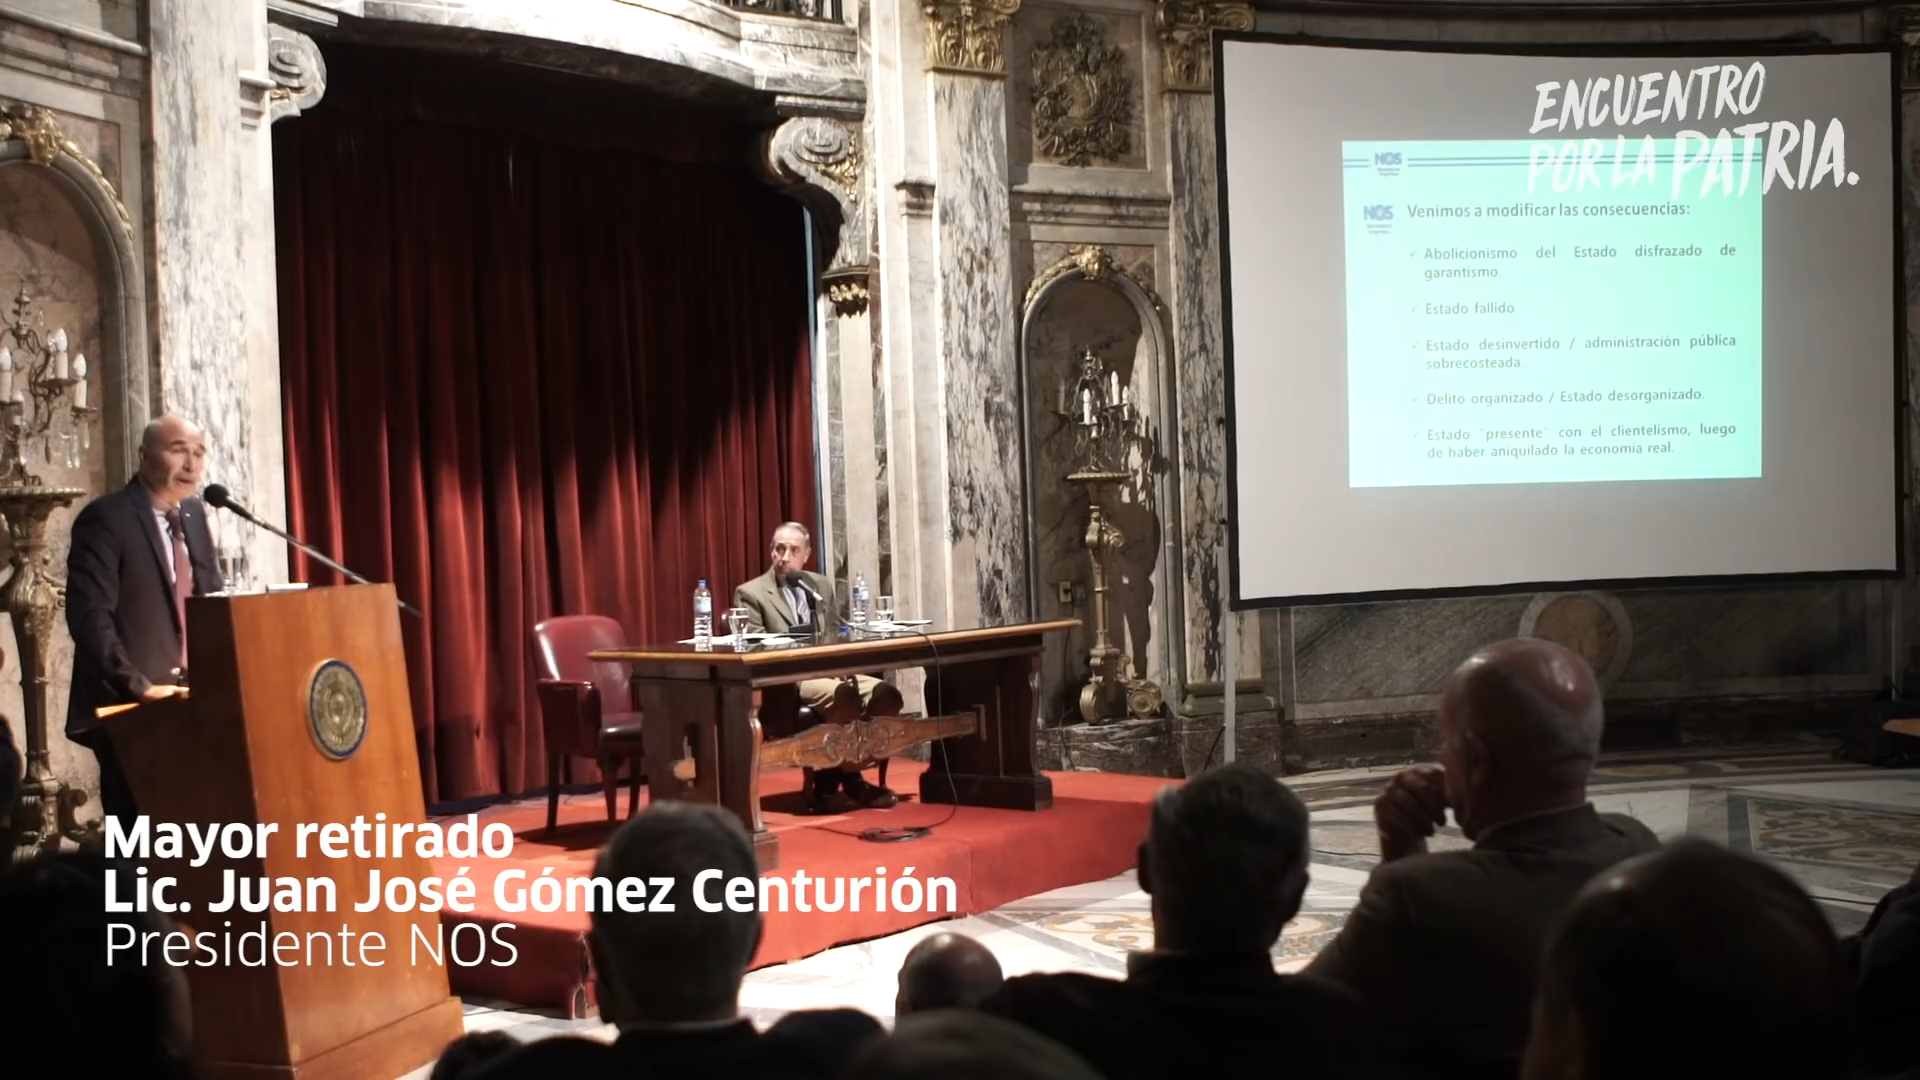 ENCUENTRO
POR LA PATRIA.
NOS
NOS
Venimos a modificar las consecuencias:
✓ Abolicionismo del Estado disfrazado de
garantismo.
✓ Estado fallido
✓ Estado desinvertido / administración pública
sobrecosteada.
✓ Delito organizado / Estado desorganizado.
✓ Estado "presente" con el clientelismo, luego
de haber aniquilado la economía real.
Mayor retirado
Lic. Juan José Gómez Centurión
Presidente NOS